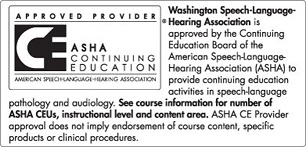 APPROVED PROVIDER
CE
ASHA
CONTINUING
EDUCATION
AMERICAN SPEECH-LANGUAGE-HEARING ASSOCIATION
®
Washington Speech-Language-
Hearing Association is
approved by the Continuing
Education Board of the
American Speech-Language-
Hearing Association (ASHA) to
provide continuing education
activities in speech-language
pathology and audiology. See course information for number of
ASHA CEUs, instructional level and content area. ASHA CE Provider
approval does not imply endorsement of course content, specific
products or clinical procedures.